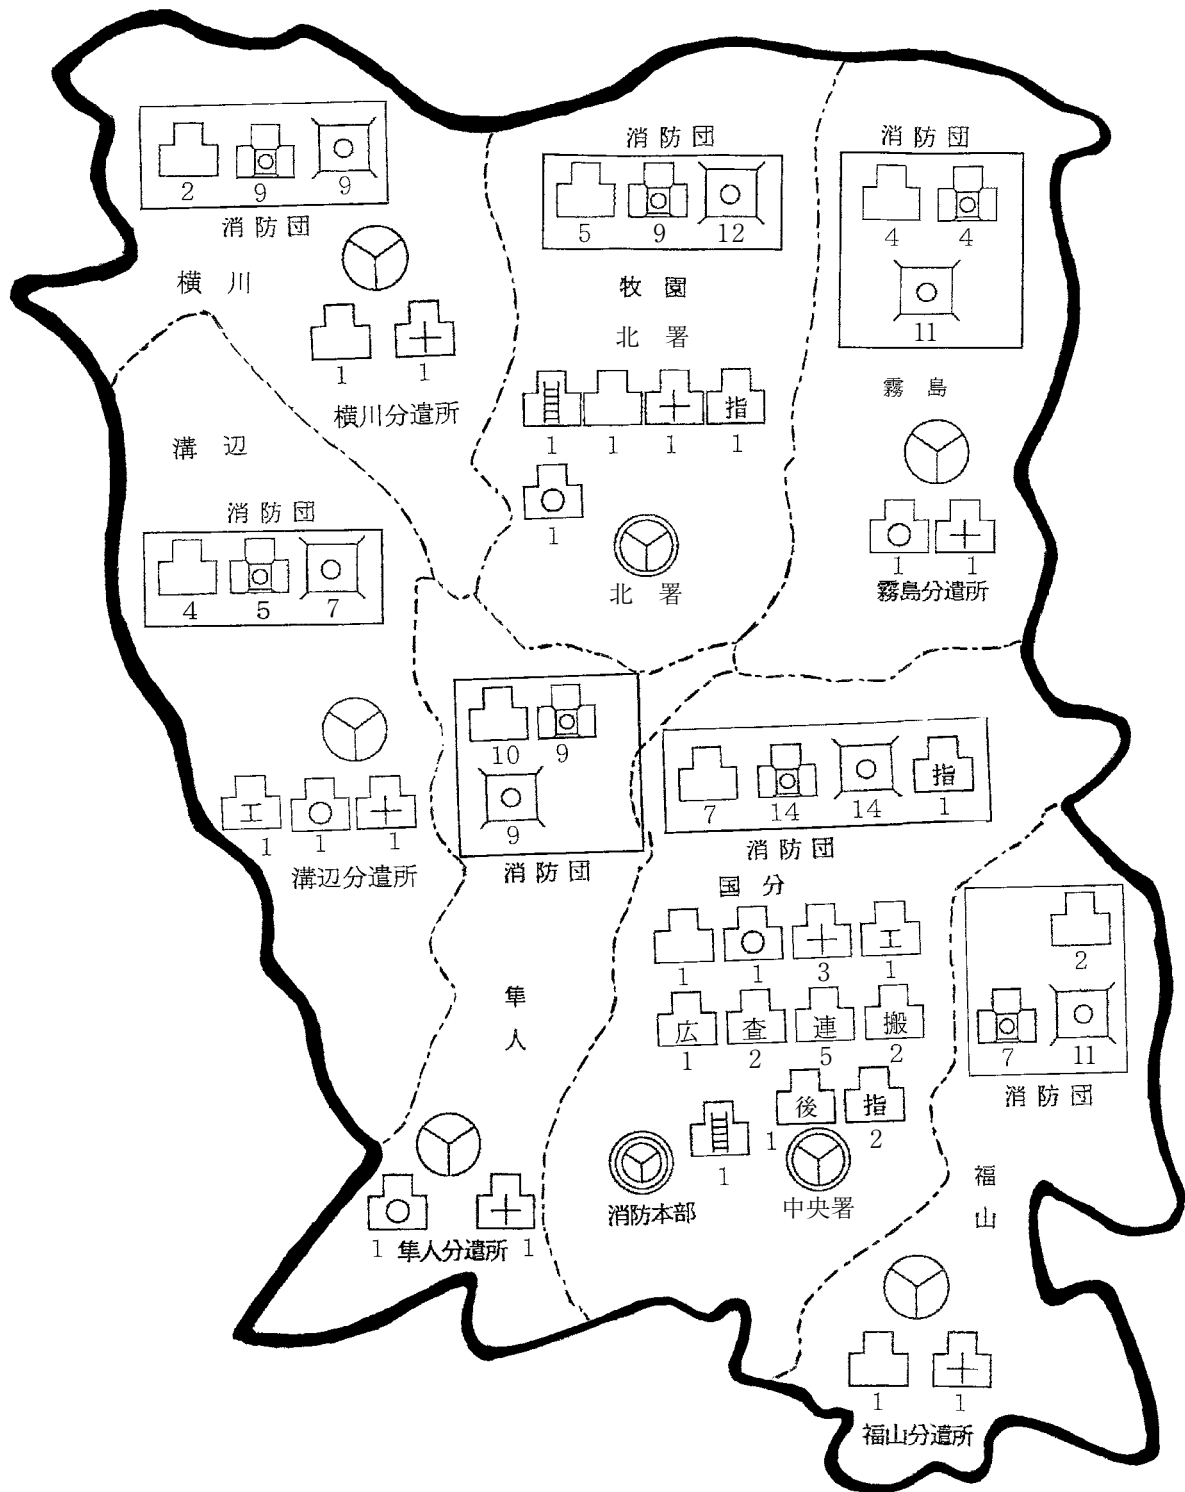 2 9 9
消防団
横川
1 1
横川分遣所
消防団
5 9 12
牧園
北署
指
1 1 1 1
1
北署
消防団
4 4
11
霧島
1 1
霧島分遣所
溝辺
消防団
4 5 7
工
1 1 1
溝辺分遣所
10 9
9
消防団
隼
人
1 隼人分遣所 1
指
7 14 14 1
消防団
国分
工
1 1 3 1
広 査 連 搬
1 2 5 2
後 指
1 2
1
消防本部
中央署
2
7 11
消防団
福
山
1 1
福山分遣所